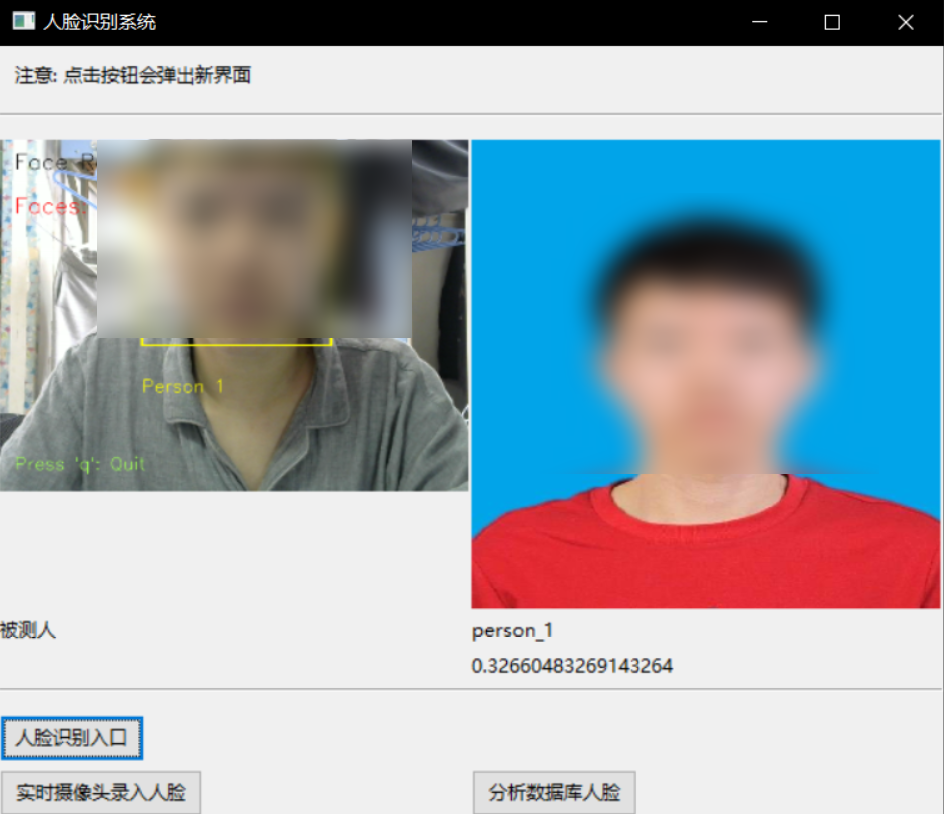 人脸识别系统
注意: 点击按钮会弹出新界面
Face
Faces:
Person 1
Press 'q': Quit
被测人
person_1
0.32660483269143264
人脸识别入口
实时摄像头录入人脸
分析数据库人脸